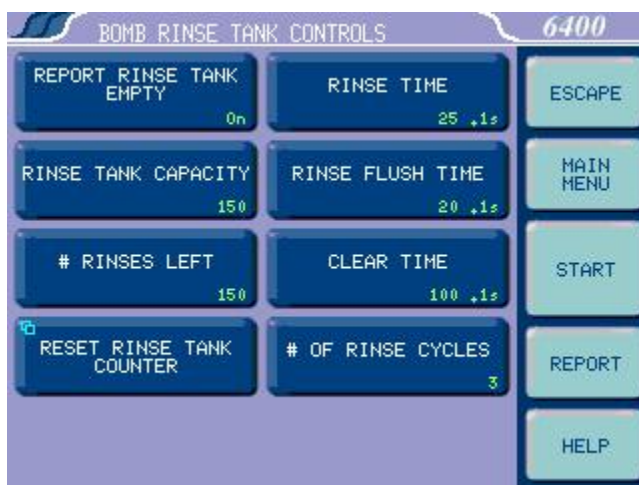 BOMB RINSE TANK CONTROLS
6400
REPORT RINSE TANK
EMPTY
On
RINSE TIME
25 .1s
ESCAPE
RINSE TANK CAPACITY
150
RINSE FLUSH TIME
20 .1s
MAIN
MENU
# RINSES LEFT
150
CLEAR TIME
100 .1s
START
RESET RINSE TANK
COUNTER
# OF RINSE CYCLES
3
REPORT
HELP